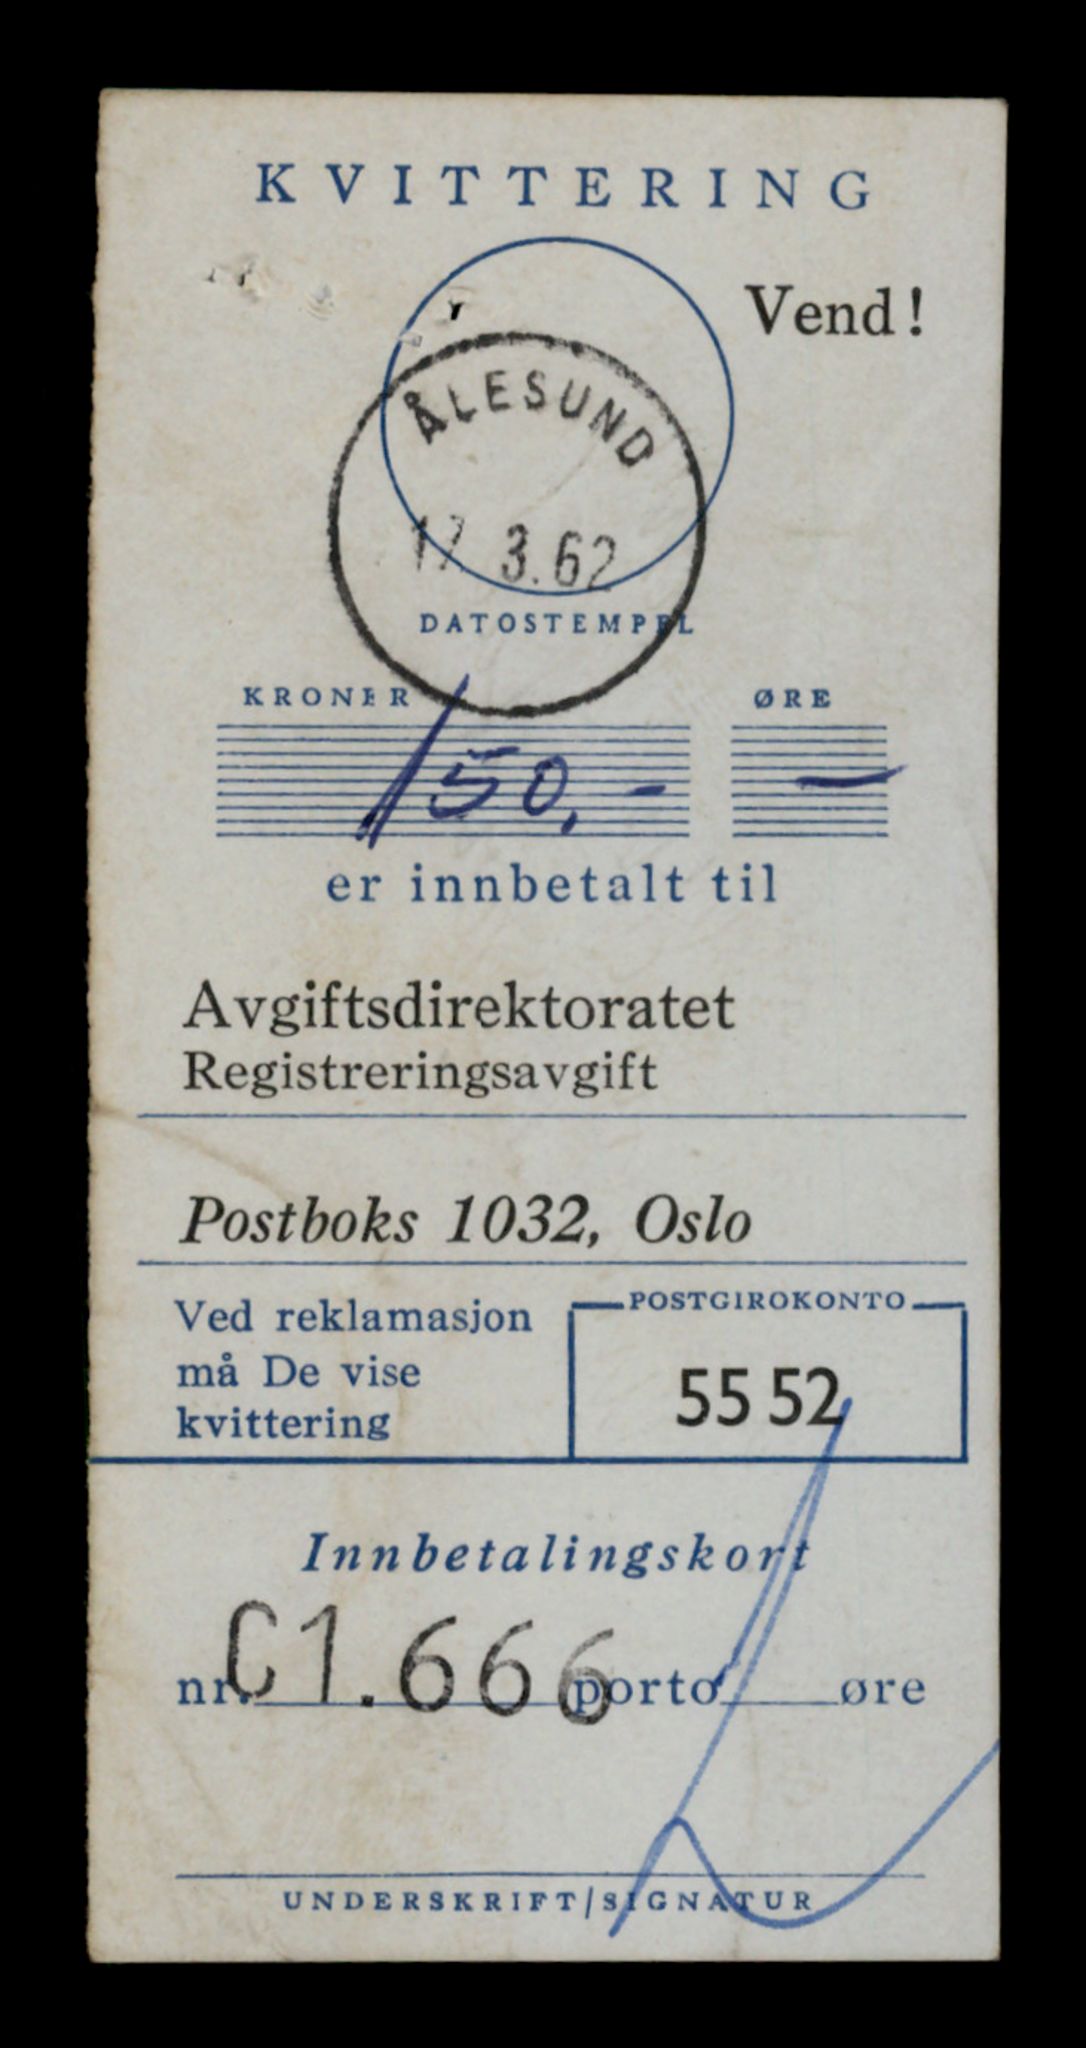 KVITTERING
Vend!
ÅLESUND
17 3.62
DATOSTEMPEL
KRONER ØRE
150,- —
er innbetalt til
Avgiftsdirektoratet
Registreringsavgift
Postboks 1032, Oslo
Ved reklamasjon
må De vise
kvittering
POSTGIROKONTO
55 52
Innbetalingskort
nr. C1.666 porto øre
UNDERSKRIFT/SIGNATUR